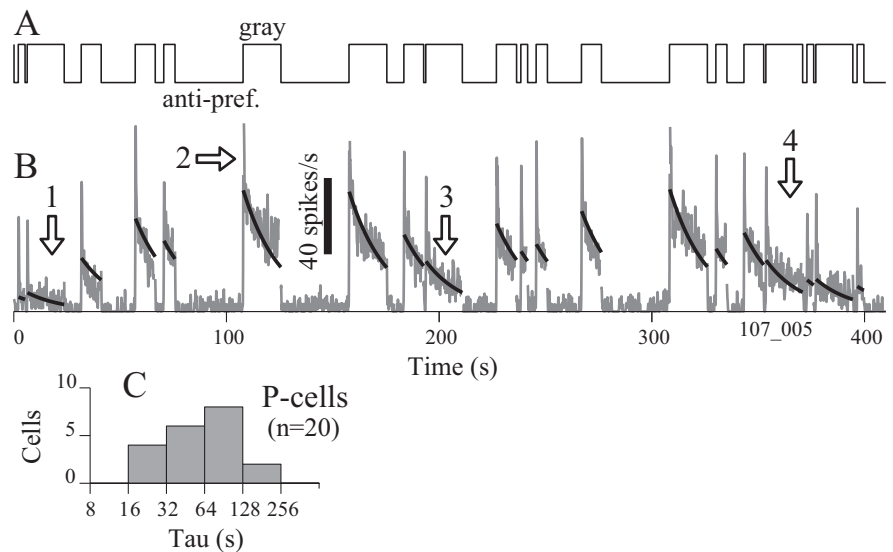 A
gray
anti-pref.
B
1
2
3
4
40 spikes/s
0
100
200
300
400
107_005
Time (s)
C
10
5
0
Cells
P-cells
(n=20)
8
16
32
64
128
256
Tau (s)